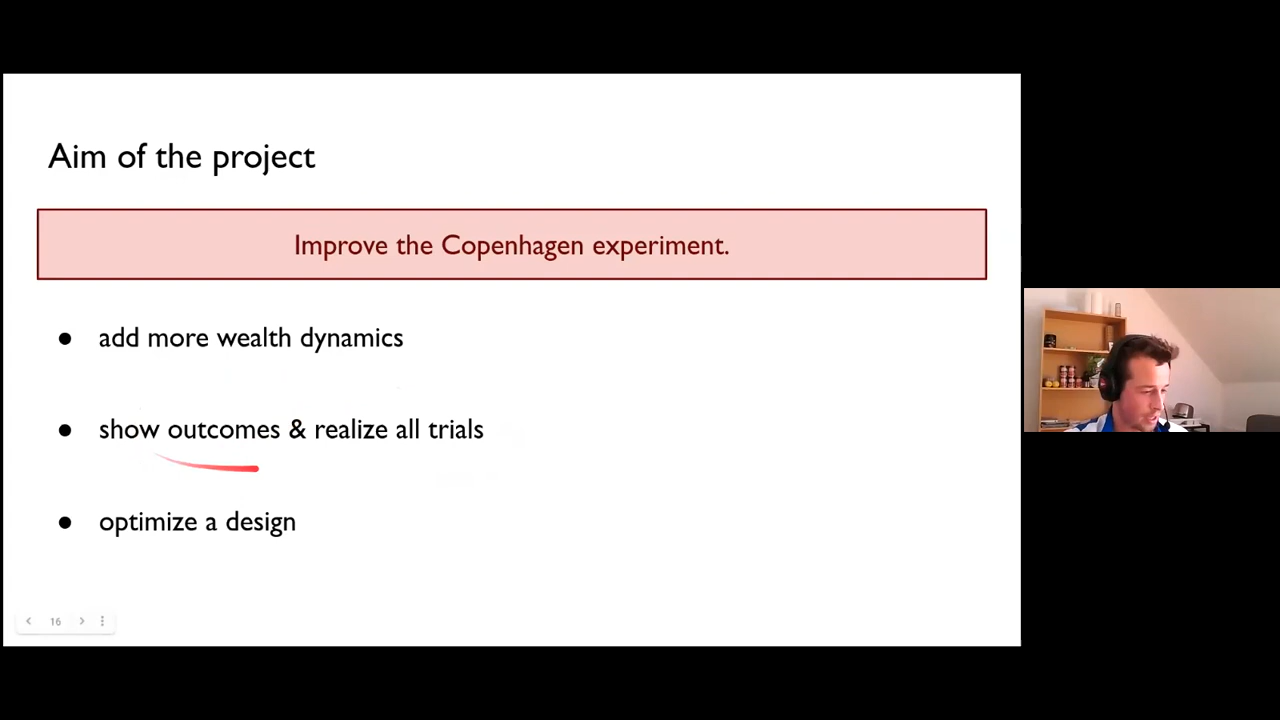 Aim of the project
Improve the Copenhagen experiment.
● add more wealth dynamics
● show outcomes & realize all trials
● optimize a design
16